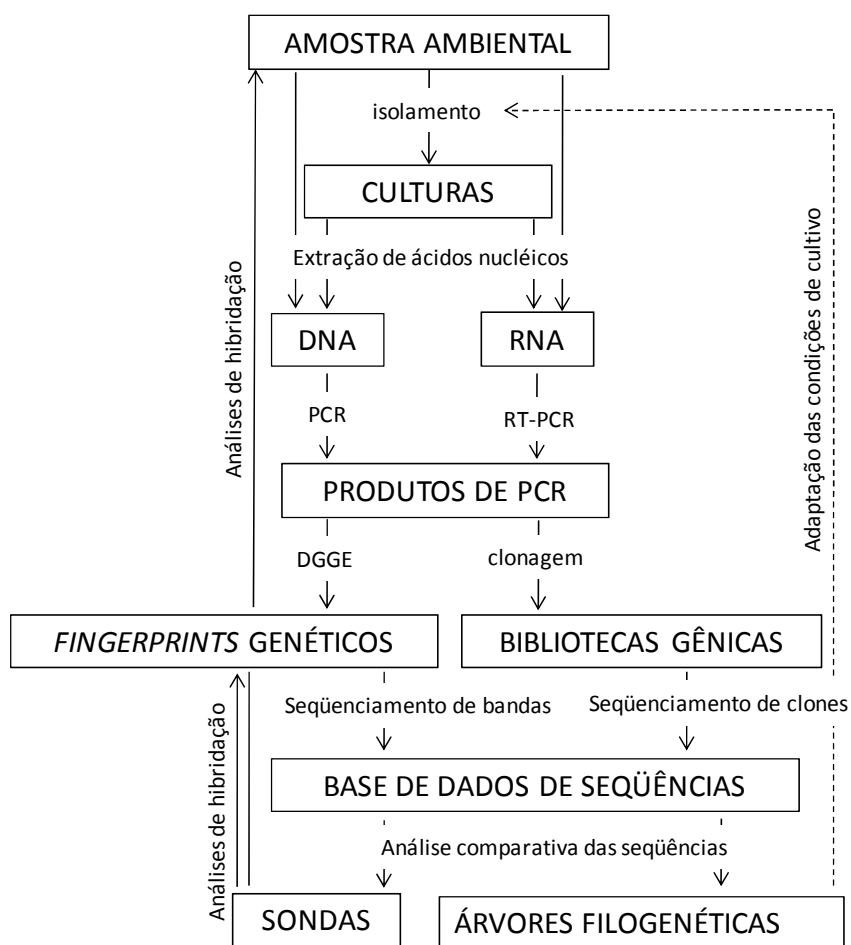 AMOSTRA AMBIENTAL
isolamento
CULTURAS
Extração de ácidos nucléicos
DNA
RNA
PCR
RT-PCR
PRODUTOS DE PCR
DGGE
clonagem
FINGERPRINTS GENÉTICOS
BIBLIOTECAS GÊNICAS
Seqüenciamento de bandas
Seqüenciamento de clones
BASE DE DADOS DE SEQÜÊNCIAS
Análise comparativa das seqüências
SONDAS
ÁRVORES FILOGENÉTICAS
Análises de hibridação
Análises de hibridação
Adaptação das condições de cultivo